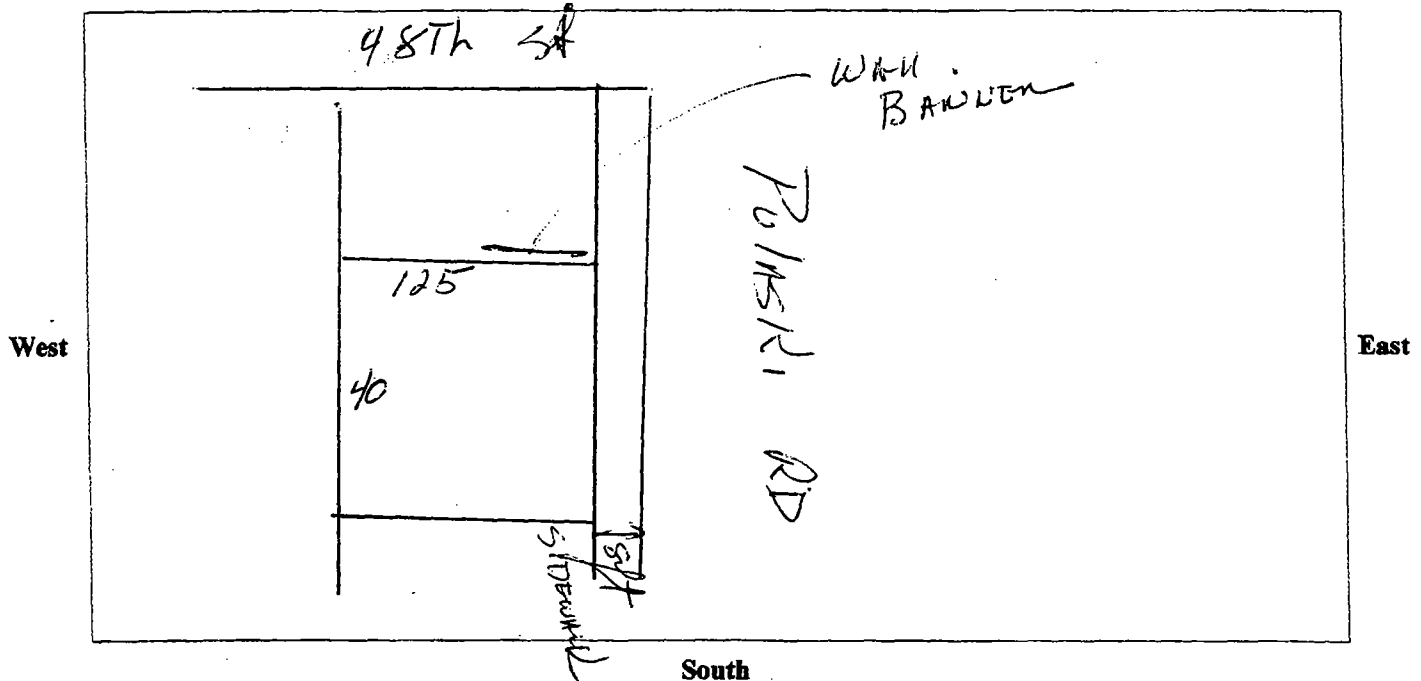 48Th St
WAll
BANNER
125
West
East
40
Pulaski RD
8ft
SIDEWALK
South